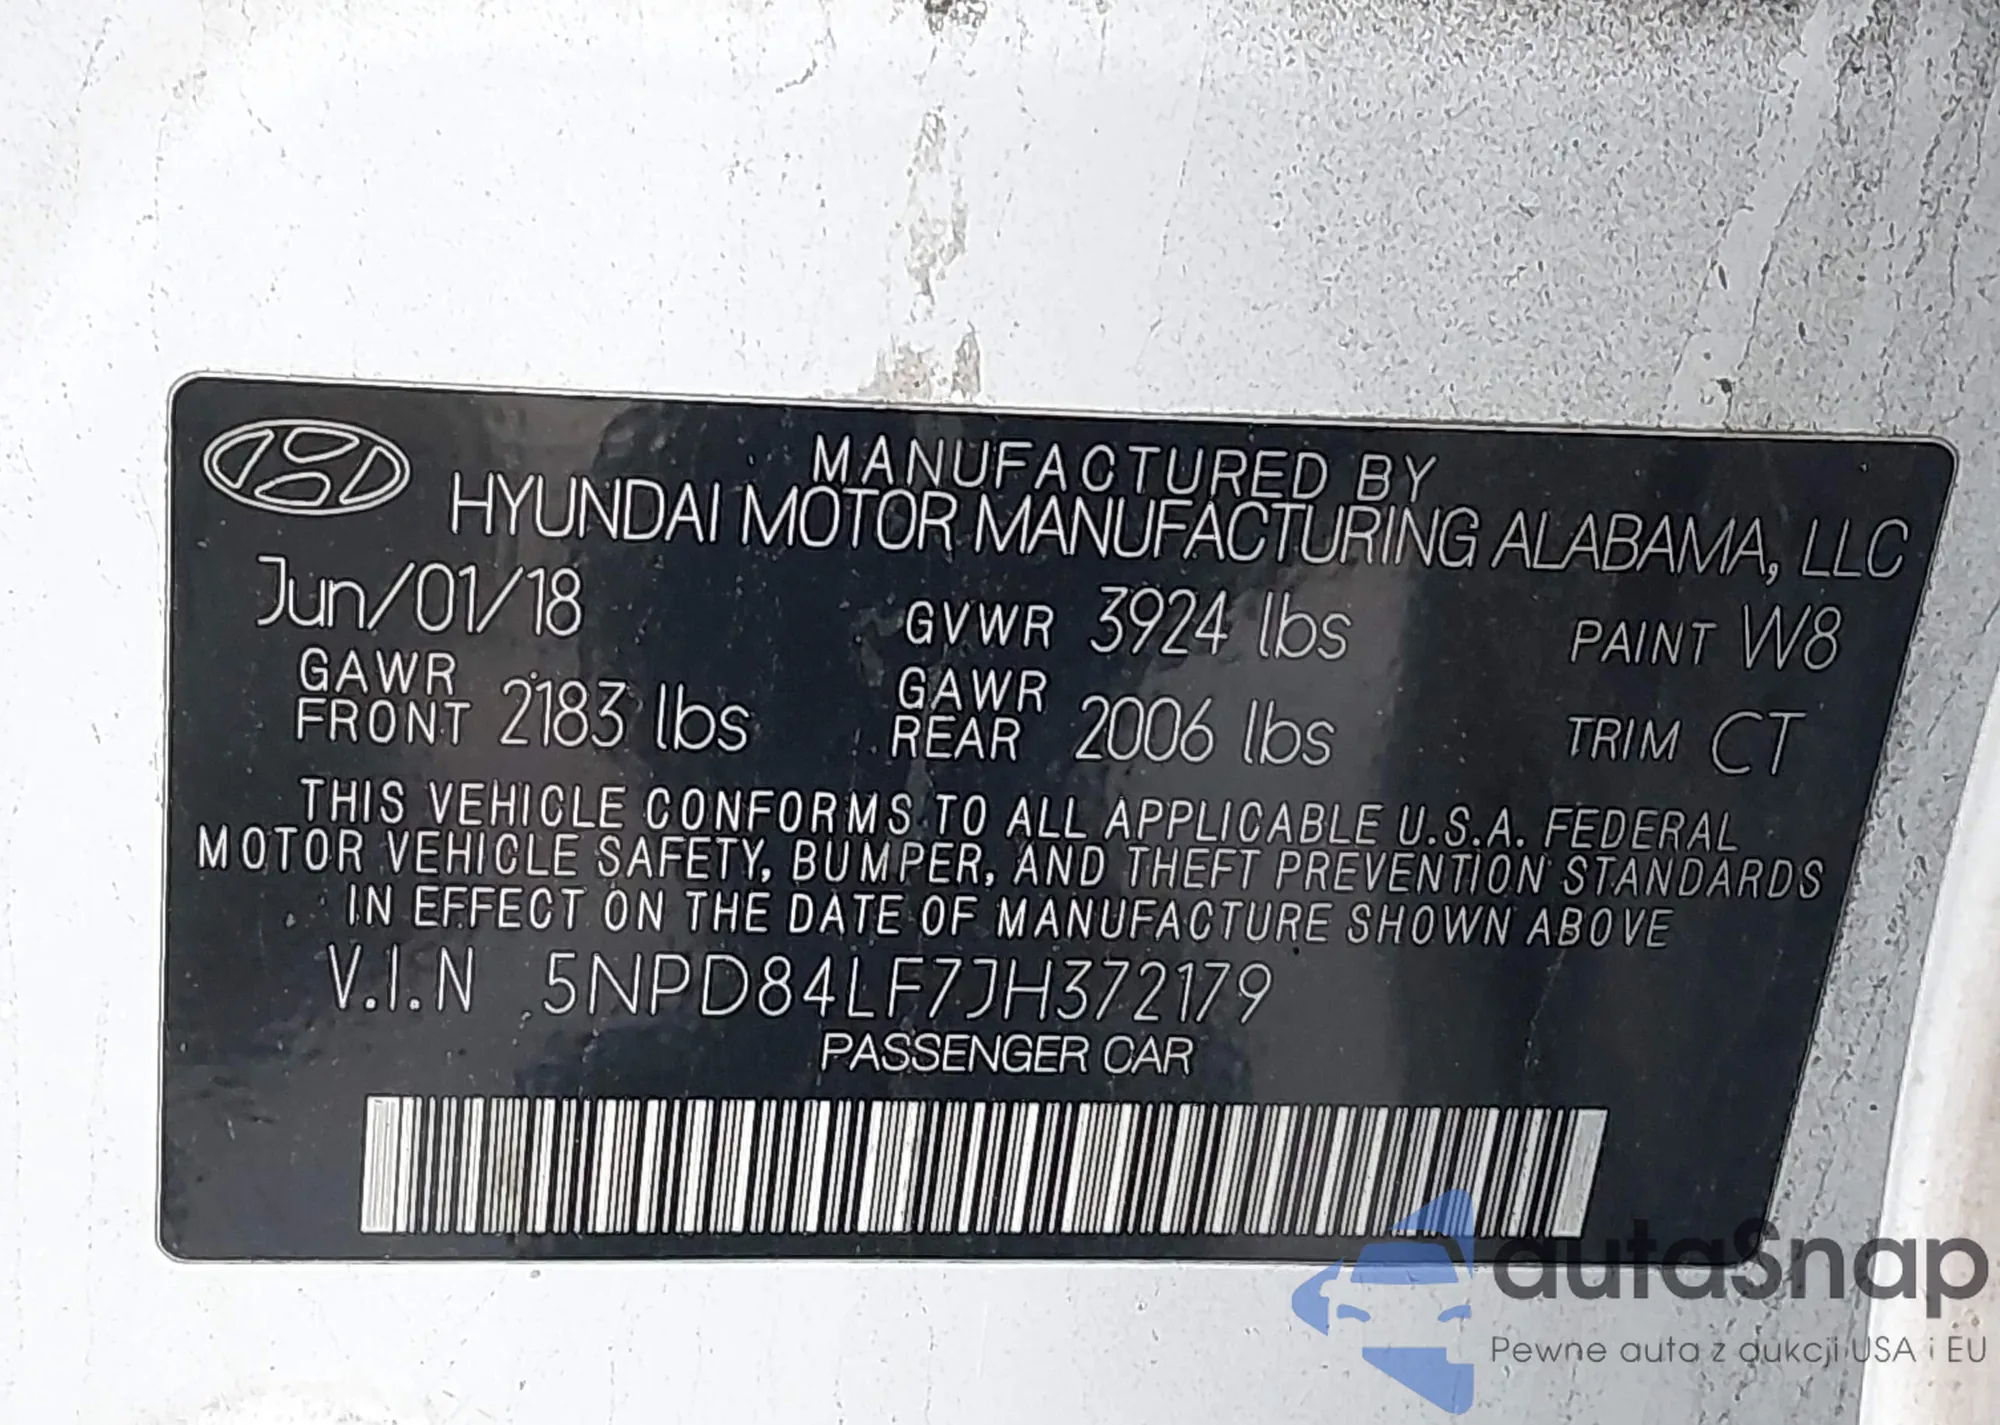 MANUFACTURED BY
HYUNDAI MOTOR MANUFACTURING ALABAMA, LLC
Jun/01/18 GVWR 3924 lbs PAINT W8
GAWR FRONT 2183 lbs GAWR REAR 2006 lbs TRIM CT
THIS VEHICLE CONFORMS TO ALL APPLICABLE U.S.A. FEDERAL
MOTOR VEHICLE SAFETY, BUMPER, AND THEFT PREVENTION STANDARDS
IN EFFECT ON THE DATE OF MANUFACTURE SHOWN ABOVE
V.I.N 5NPD84LF7JH372179
PASSENGER CAR
autaSnap
Pewne auta z aukcji USA i EU